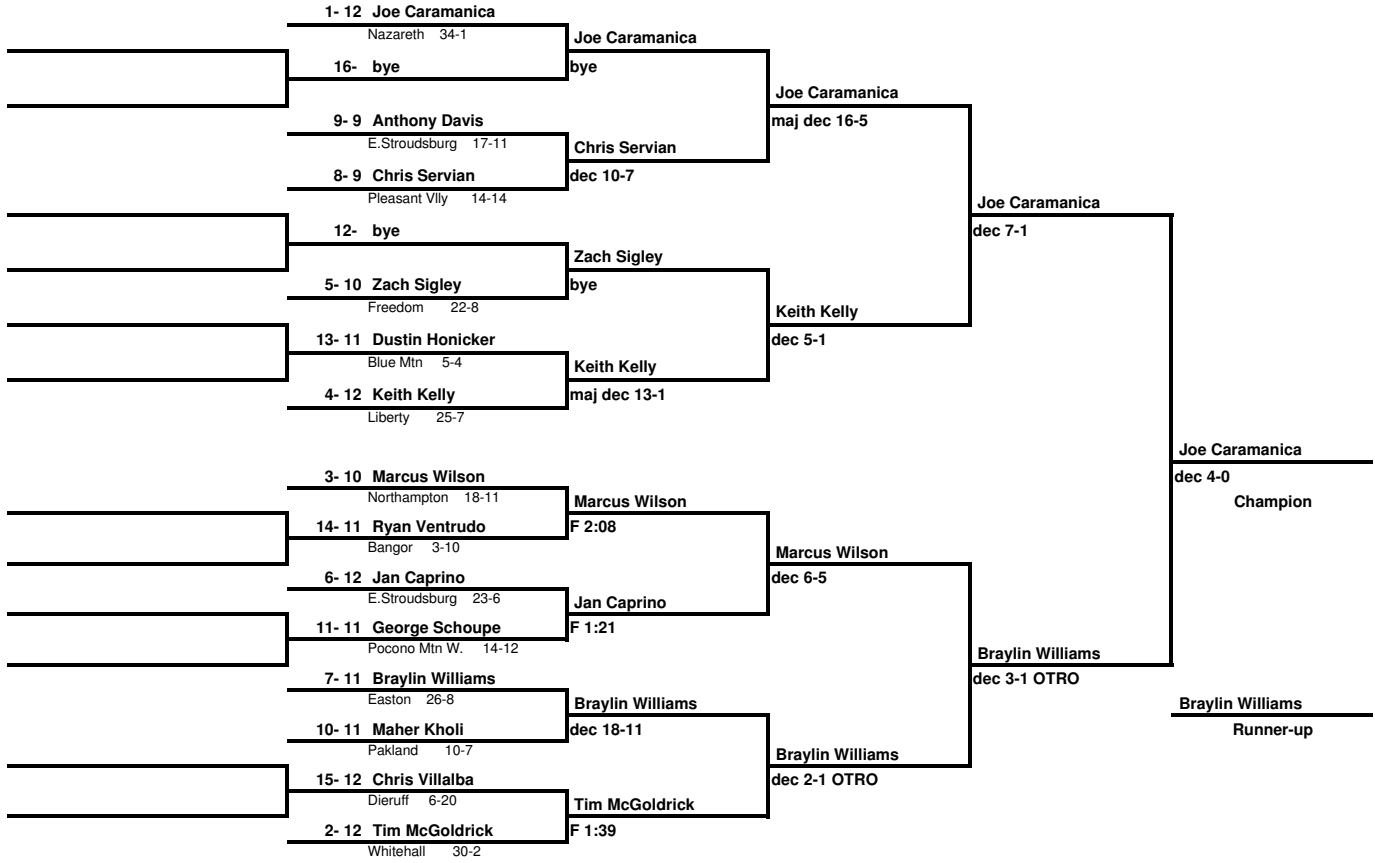 1- 12 Joe Caramanica
Nazareth 34-1
Joe Caramanica
16- bye
bye
Joe Caramanica
9- 9 Anthony Davis
maj dec 16-5
E.Stroudsburg 17-11
Chris Servian
8- 9 Chris Servian
dec 10-7
Pleasant Vlly 14-14
Joe Caramanica
12- bye
dec 7-1
Zach Sigley
5- 10 Zach Sigley
bye
Freedom 22-8
Keith Kelly
13- 11 Dustin Honicker
dec 5-1
Blue Mtn 5-4
Keith Kelly
4- 12 Keith Kelly
maj dec 13-1
Liberty 25-7
Joe Caramanica
3- 10 Marcus Wilson
dec 4-0
Northampton 18-11
Marcus Wilson
Champion
14- 11 Ryan Ventrudo
F 2:08
Bangor 3-10
Marcus Wilson
6- 12 Jan Caprino
dec 6-5
E.Stroudsburg 23-6
Jan Caprino
11- 11 George Schoupe
F 1:21
Pocono Mtn W. 14-12
Braylin Williams
7- 11 Braylin Williams
dec 3-1 OTRO
Easton 26-8
Braylin Williams
Braylin Williams
10- 11 Maher Kholi
dec 18-11
Runner-up
Pakland 10-7
Braylin Williams
15- 12 Chris Villalba
dec 2-1 OTRO
Dieruff 6-20
Tim McGoldrick
2- 12 Tim McGoldrick
F 1:39
Whitehall 30-2